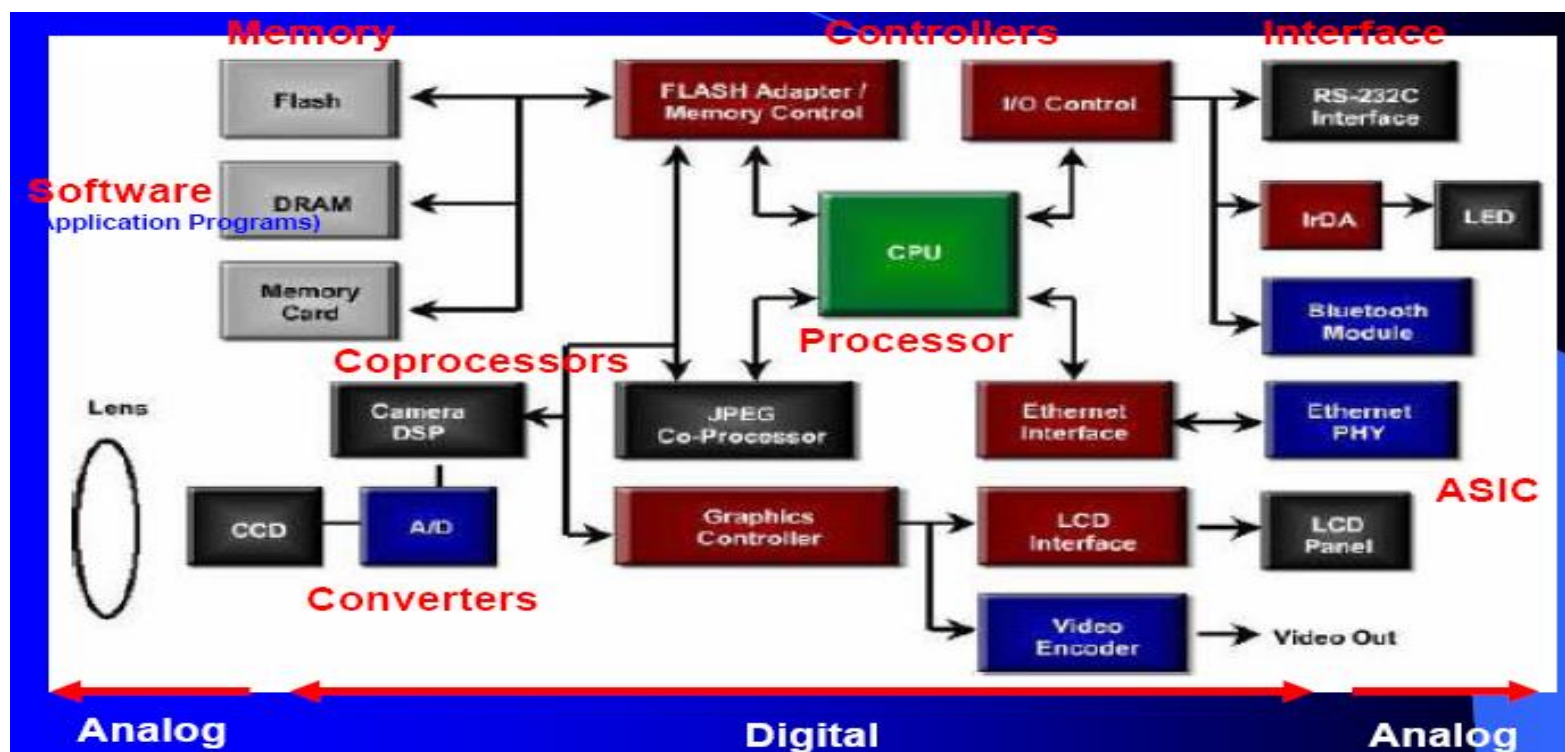 Memory
Controllers
Interface
Flash
FLASH Adapter /
Memory Control
I/O Control
RS-232C
Interface
Software
Application Programs)
DRAM
CPU
IrDA
LED
Memory
Card
Bluetooth
Module
Processor
Coprocessors
Lens
Camera
DSP
JPEG
Co-Processor
Ethernet
Interface
Ethernet
PHY
ASIC
CCD
A/D
Graphics
Controller
LCD
Interface
LCD
Panel
Converters
Video
Encoder
Video Out
Analog
Digital
Analog